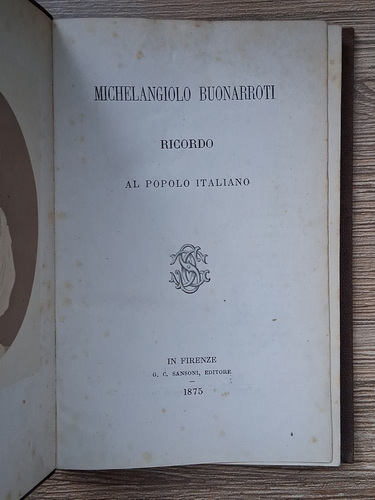 MICHELANGIOLO BUONARROTI
RICORDO
AL POPOLO ITALIANO
IN FIRENZE
G. C. SANSONI, EDITORE
1875